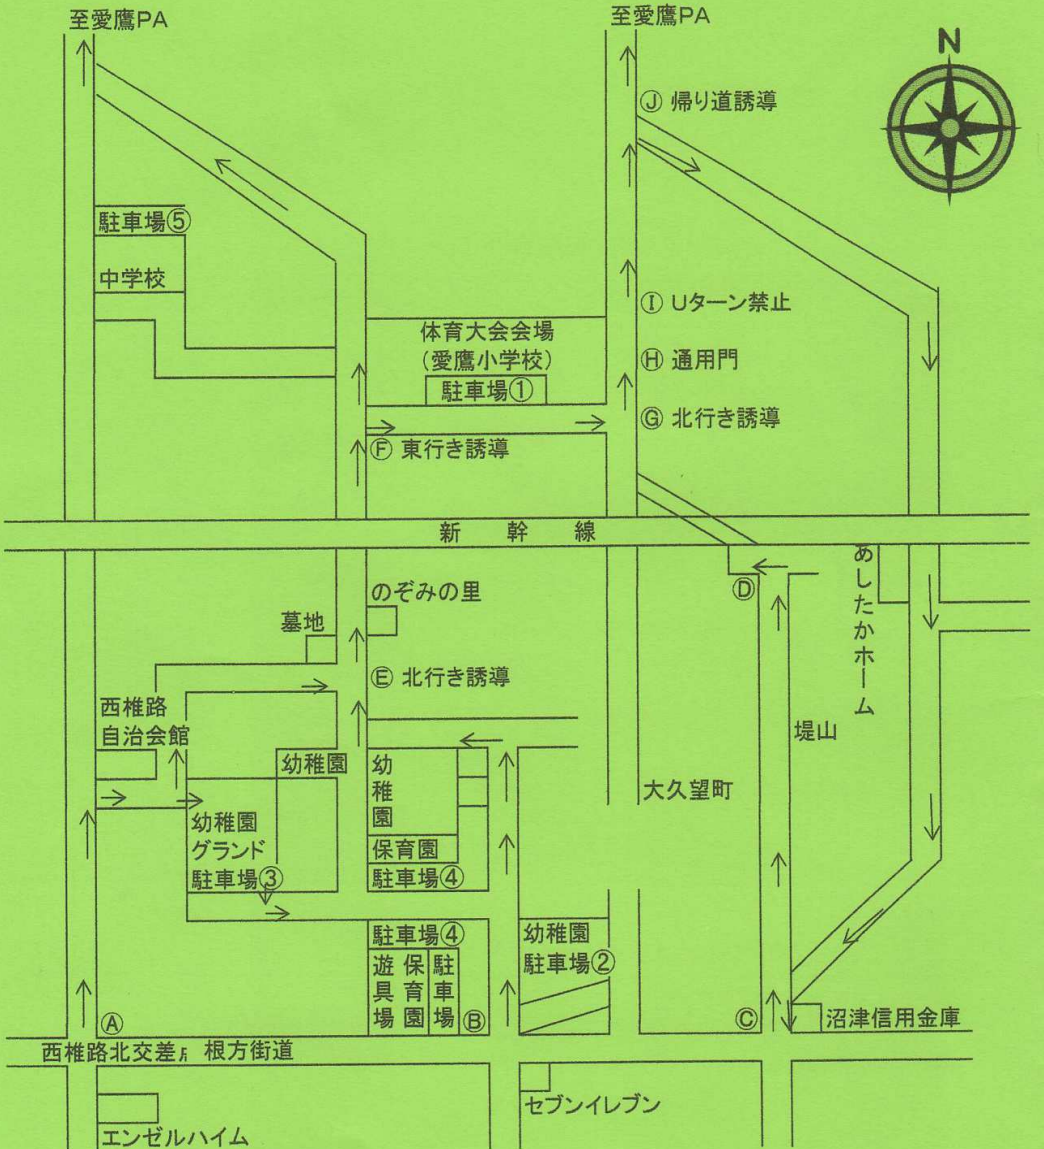 至愛鷹PA
至愛鷹PA
N
Ⓙ 帰り道誘導
駐車場⑤
中学校
Ⓘ Uターン禁止
体育大会会場
(愛鷹小学校)
駐車場①
Ⓗ 通用門
Ⓖ 北行き誘導
Ⓕ 東行き誘導
新幹線
あしたかホーム
Ⓓ
のぞみの里
墓地
Ⓔ 北行き誘導
西椎路
自治会館
堤山
幼稚園
幼稚園
大久望町
幼稚園
グランド
駐車場③
保育園
駐車場④
駐車場④
遊具場
保育園
駐車場
幼稚園
駐車場②
Ⓐ
Ⓑ
Ⓒ
沼津信用金庫
西椎路北交差
根方街道
セブンイレブン
エンゼルハイム